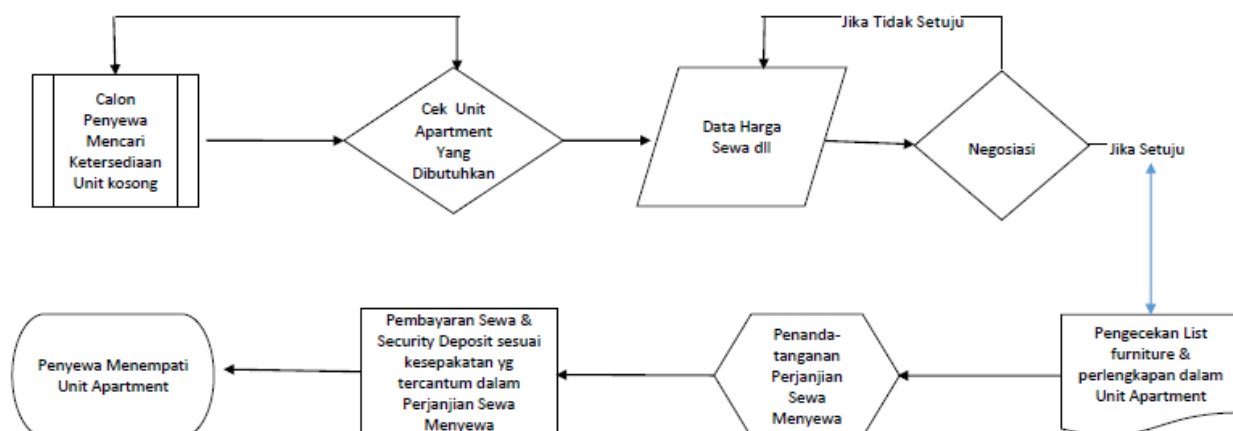 Jika Tidak Setuju
Calon
Penyewa
Mencari
Ketersediaan
Unit kosong
Cek Unit
Apartment
Yang
Dibutuhkan
Data Harga
Sewa dll
Negosiasi
Jika Setuju
Penyewa Menempati
Unit Apartment
Pembayaran Sewa &
Security Deposit sesuai
kesepakatan yg
tercantum dalam
Perjanjian Sewa
Menyewa
Penanda-
tanganan
Perjanjian
Sewa
Menyewa
Pengecekan List
furniture &
perlengkapan dalam
Unit Apartment